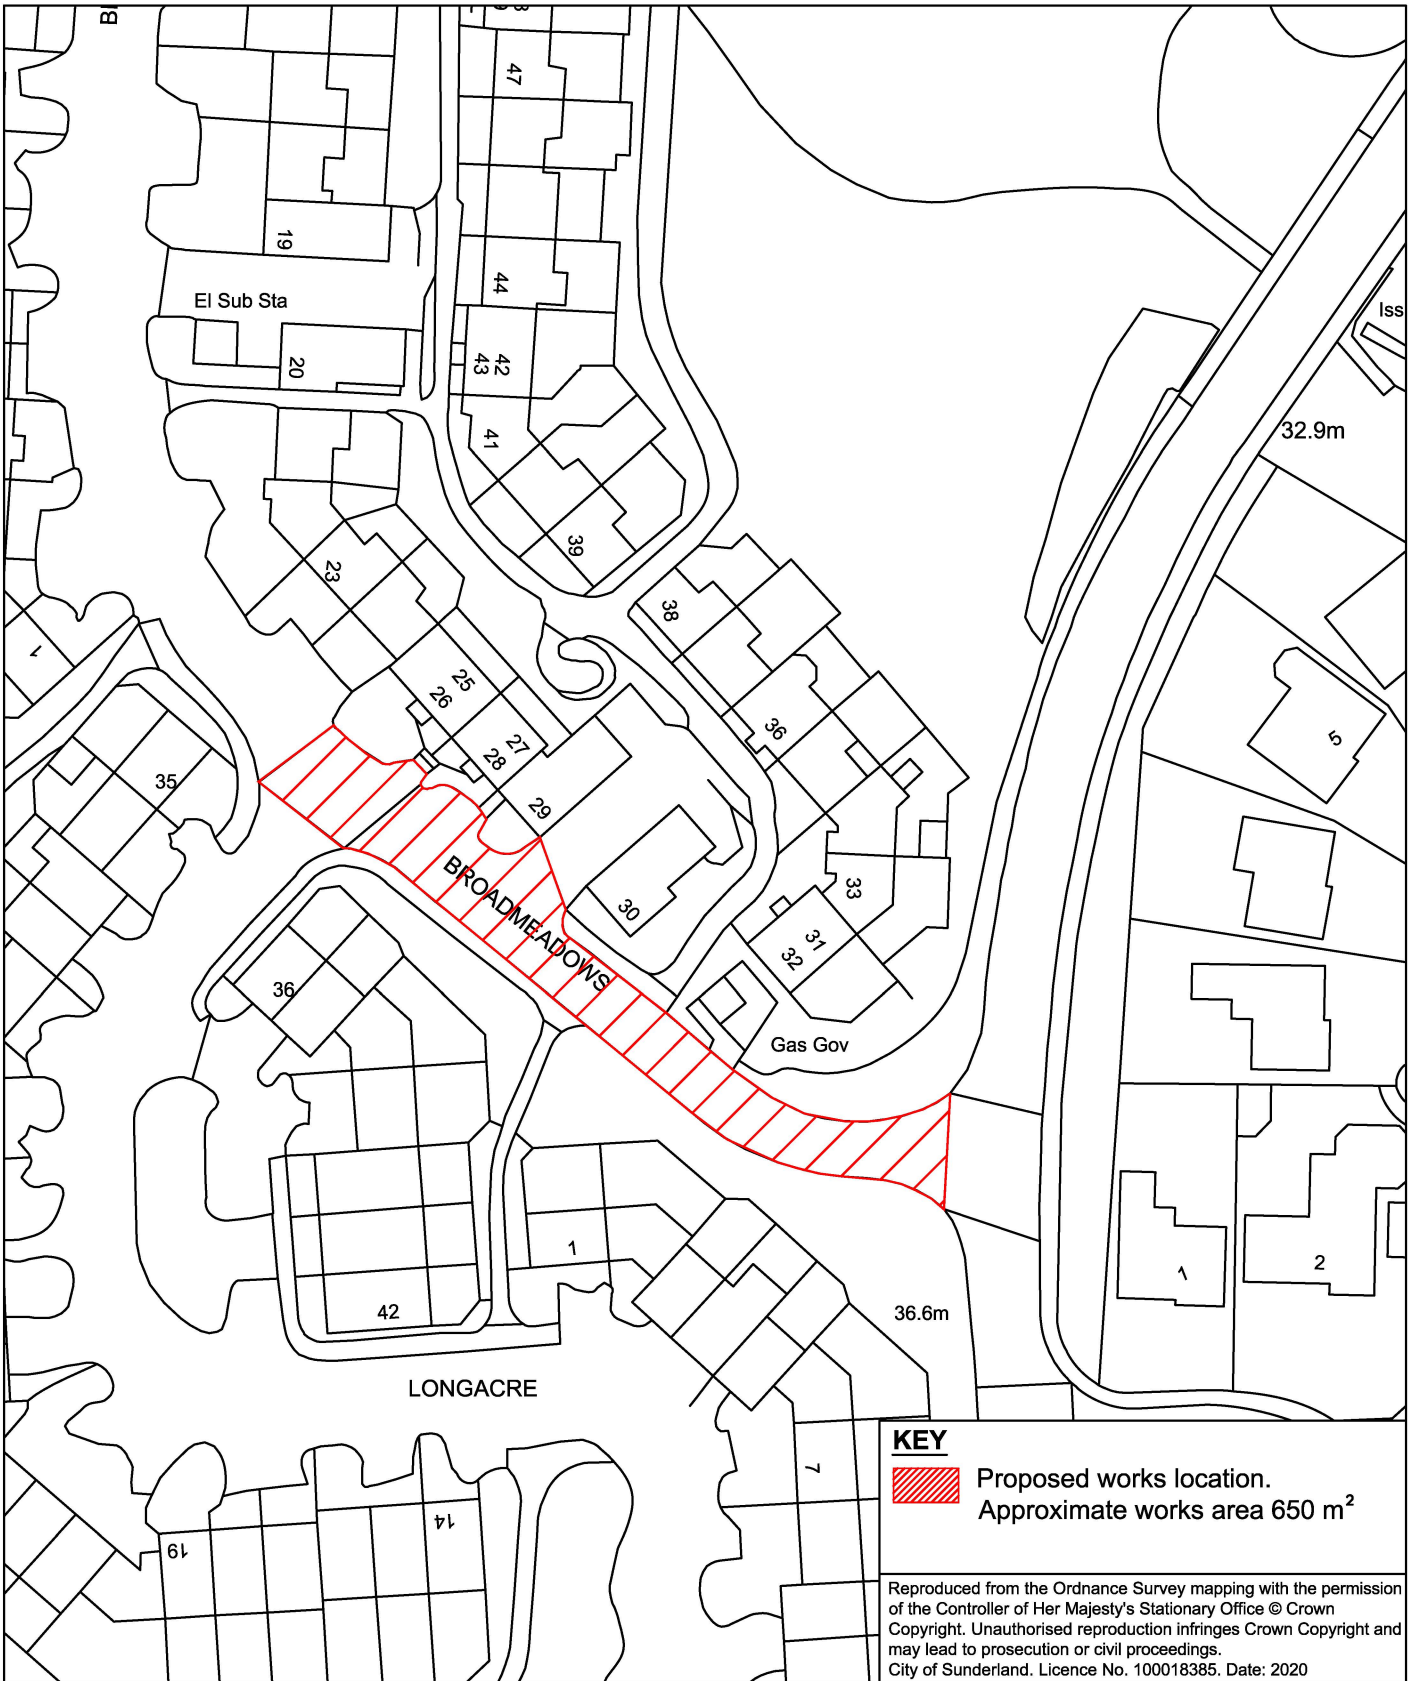 47
19
44
El Sub Sta
Iss
42
43
20
32.9m
41
39
23
38
1
25
26
36
27
28
5
35
29
BROADMEADOWS
33
30
31
32
36
Gas Gov
1
1
2
42
36.6m
LONGACRE
7
14
19
KEY
Proposed works location.
Approximate works area 650 m²
Reproduced from the Ordnance Survey mapping with the permission
of the Controller of Her Majesty's Stationary Office © Crown
Copyright. Unauthorised reproduction infringes Crown Copyright and
may lead to prosecution or civil proceedings.
City of Sunderland. Licence No. 100018385. Date: 2020